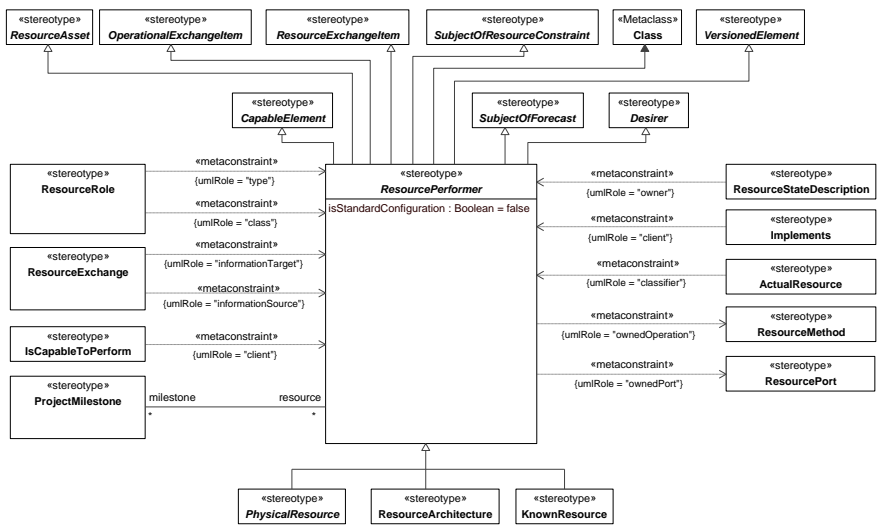 «stereotype»
ResourceAsset
«stereotype»
OperationalExchangeItem
«stereotype»
ResourceExchangeItem
«stereotype»
SubjectOfResourceConstraint
«Metaclass»
Class
«stereotype»
VersionedElement
«stereotype»
CapableElement
«stereotype»
SubjectOfForecast
«stereotype»
Desirer
«stereotype»
ResourceRole
«metaconstraint»
{umlRole = "type"}
«metaconstraint»
{umlRole = "class"}
«stereotype»
ResourceExchange
«metaconstraint»
{umlRole = "informationTarget"}
«metaconstraint»
{umlRole = "informationSource"}
«stereotype»
IsCapableToPerform
«metaconstraint»
{umlRole = "client"}
«stereotype»
ProjectMilestone
milestone
*
resource
*
«stereotype»
ResourcePerformer
isStandardConfiguration : Boolean = false
«metaconstraint»
{umlRole = "owner"}
«stereotype»
ResourceStateDescription
«metaconstraint»
{umlRole = "client"}
«stereotype»
Implements
«metaconstraint»
{umlRole = "classifier"}
«stereotype»
ActualResource
«metaconstraint»
{umlRole = "ownedOperation"}
«stereotype»
ResourceMethod
«metaconstraint»
{umlRole = "ownedPort"}
«stereotype»
ResourcePort
«stereotype»
PhysicalResource
«stereotype»
ResourceArchitecture
«stereotype»
KnownResource